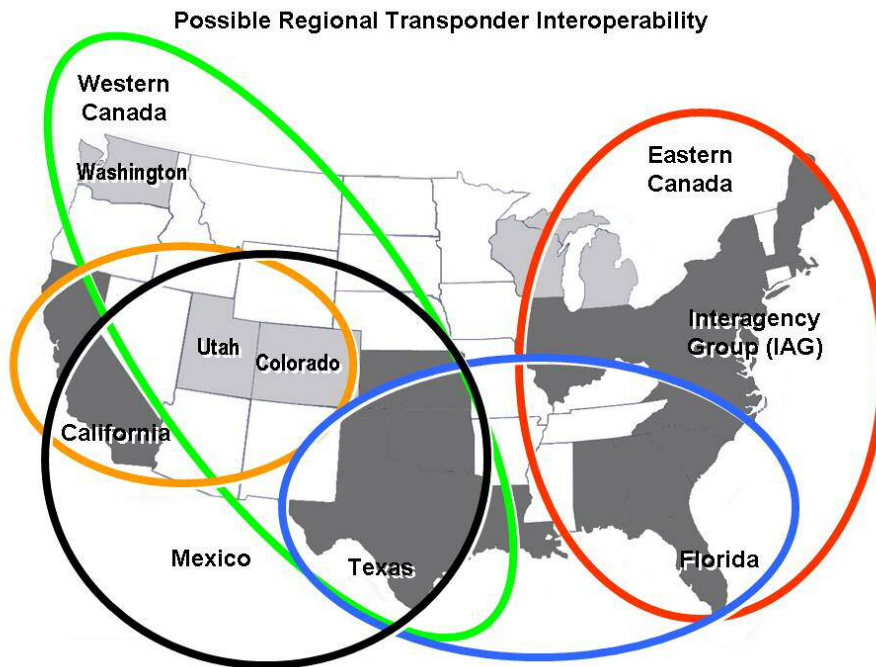 Possible Regional Transponder Interoperability
Western
Canada
Washington
Eastern
Canada
Interagency
Group (IAG)
Utah
Colorado
California
Mexico
Texas
Florida